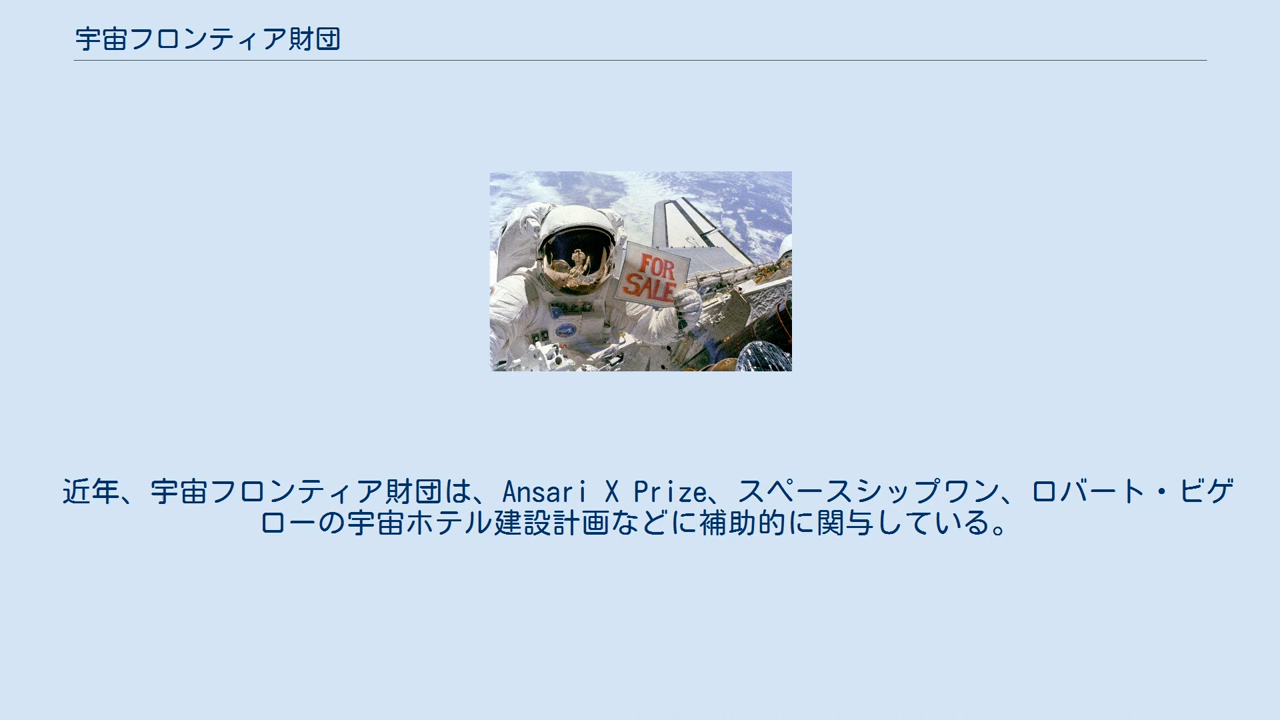 宇宙フロンティア財団
FOR
SALE
近年、宇宙フロンティア財団は、Ansari X Prize、スペースシップワン、ロバート・ビゲ
ローの宇宙ホテル建設計画などに補助的に関与している。